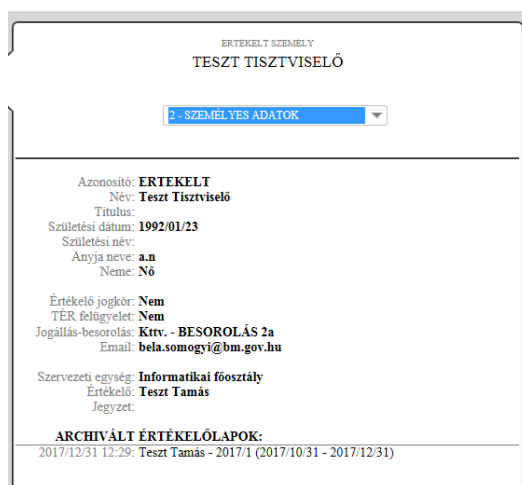 ÉRTÉKELT SZEMÉLY
TESZT TISZTVISELŐ
2 - SZEMÉLYES ADATOK
Azonosító: ERTEKELT
Név: Teszt Tisztviselő
Titulus:
Születési dátum: 1992/01/23
Születési név:
Anyja neve: a.n
Neme: Nő
Értékelő jogkör: Nem
TÉR felügyelet: Nem
Jogállás-besorolás: Kttv. - BESOROLÁS 2a
Email: bela.somogyi@bm.gov.hu
Szervezeti egység: Informatikai főosztály
Értékelő: Teszt Tamás
Jegyzet:
ARCHIVÁLT ÉRTÉKELŐLAPOK:
2017/12/31 12:29: Teszt Tamás - 2017/1 (2017/10/31 - 2017/12/31)